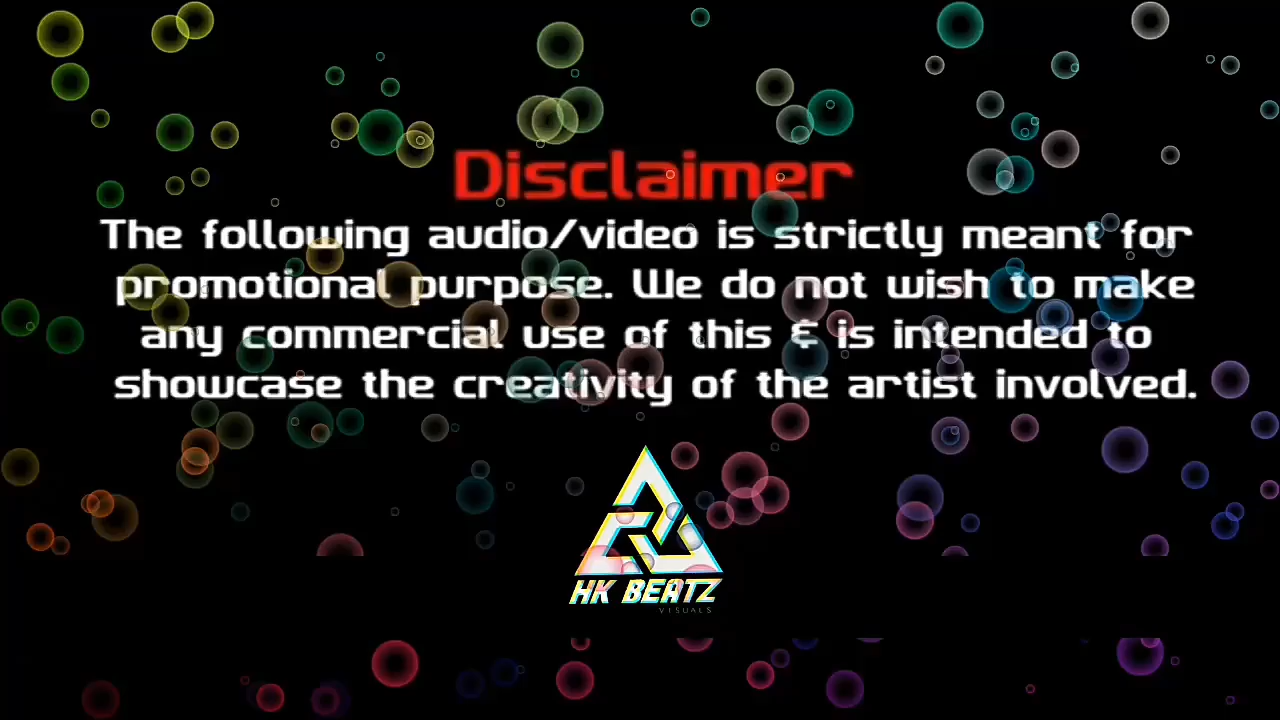 Disclaimer
The following audio/video is strictly meant for
promotional purpose. We do not wish to make
any commercial use of this & is intended to
showcase the creativity of the artist involved.
HK BEATZ
VISUALS